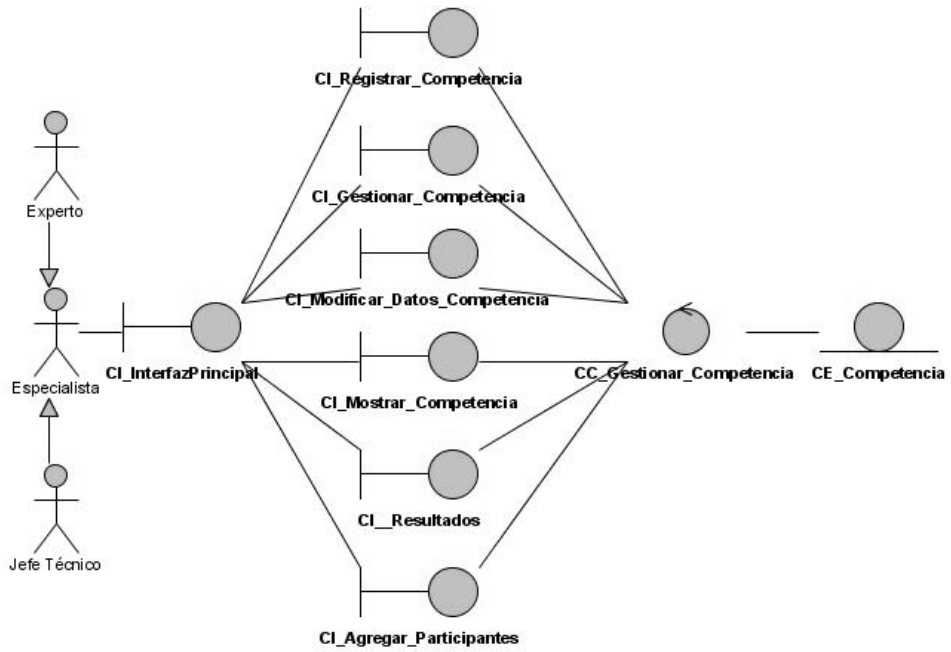 CI_Registrar_Competencia
Experto
CI_Gestionar_Competencia
CI_Modificar_Datos_Competencia
Especialista
CI_InterfazPrincipal
CI_Mostrar_Competencia
CC_Gestionar_Competencia
CE_Competencia
CI__Resultados
Jefe Técnico
CI_Agregar_Participantes